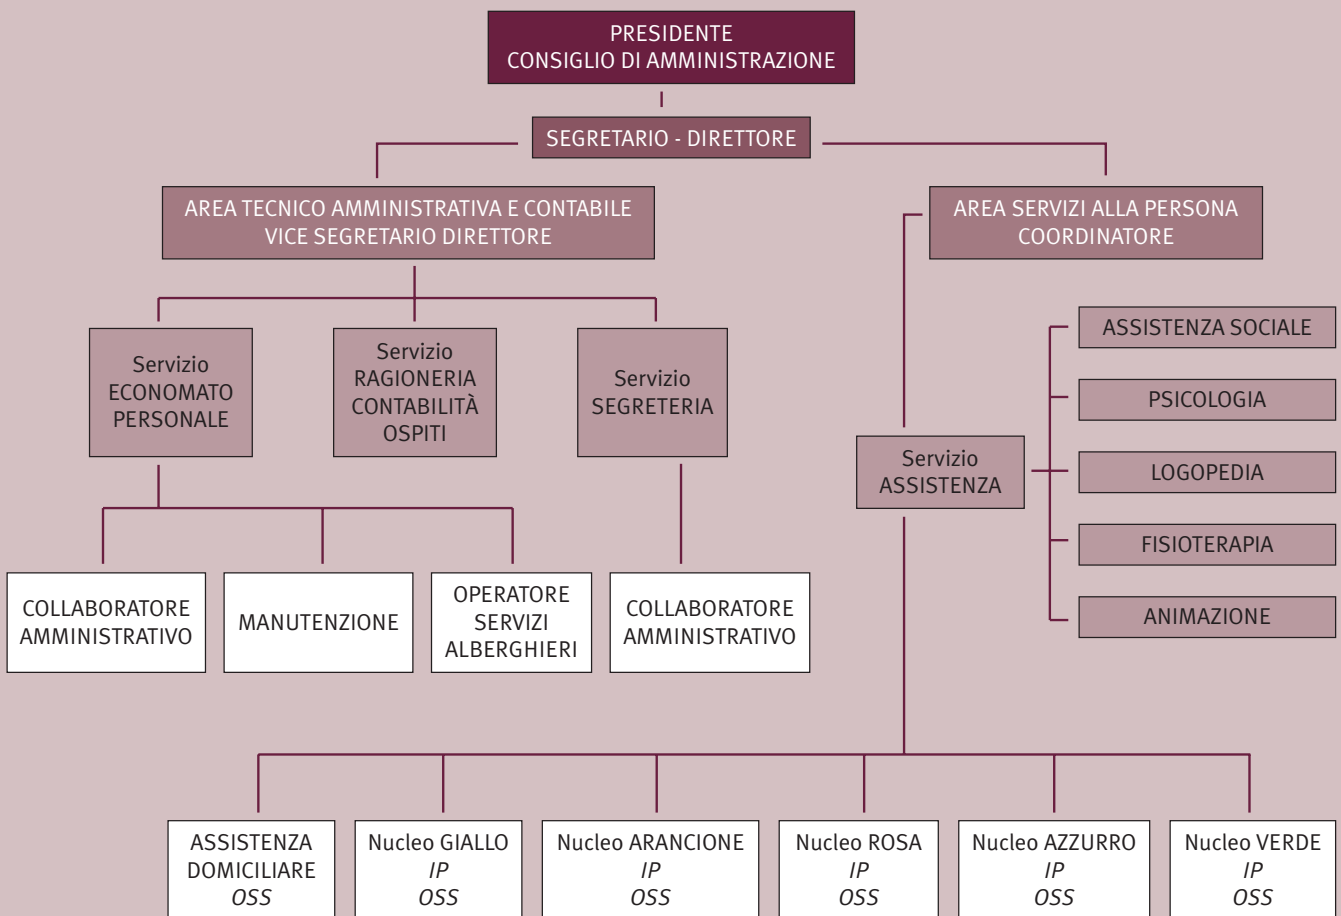 PRESIDENTE
CONSIGLIO DI AMMINISTRAZIONE
SEGRETARIO - DIRETTORE
AREA TECNICO AMMINISTRATIVA E CONTABILE
VICE SEGRETARIO DIRETTORE
AREA SERVIZI ALLA PERSONA
COORDINATORE
Servizio
ECONOMATO
PERSONALE
Servizio
RAGIONERIA
CONTABILITÀ
OSPITI
Servizio
SEGRETERIA
ASSISTENZA SOCIALE
PSICOLOGIA
LOGOPEDIA
FISIOTERAPIA
ANIMAZIONE
Servizio
ASSISTENZA
COLLABORATORE
AMMINISTRATIVO
MANUTENZIONE
OPERATORE
SERVIZI
ALBERGHIERI
COLLABORATORE
AMMINISTRATIVO
ASSISTENZA
DOMICILIARE
OSS
Nucleo GIALLO
IP
OSS
Nucleo ARANCIONE
IP
OSS
Nucleo ROSA
IP
OSS
Nucleo AZZURRO
IP
OSS
Nucleo VERDE
IP
OSS